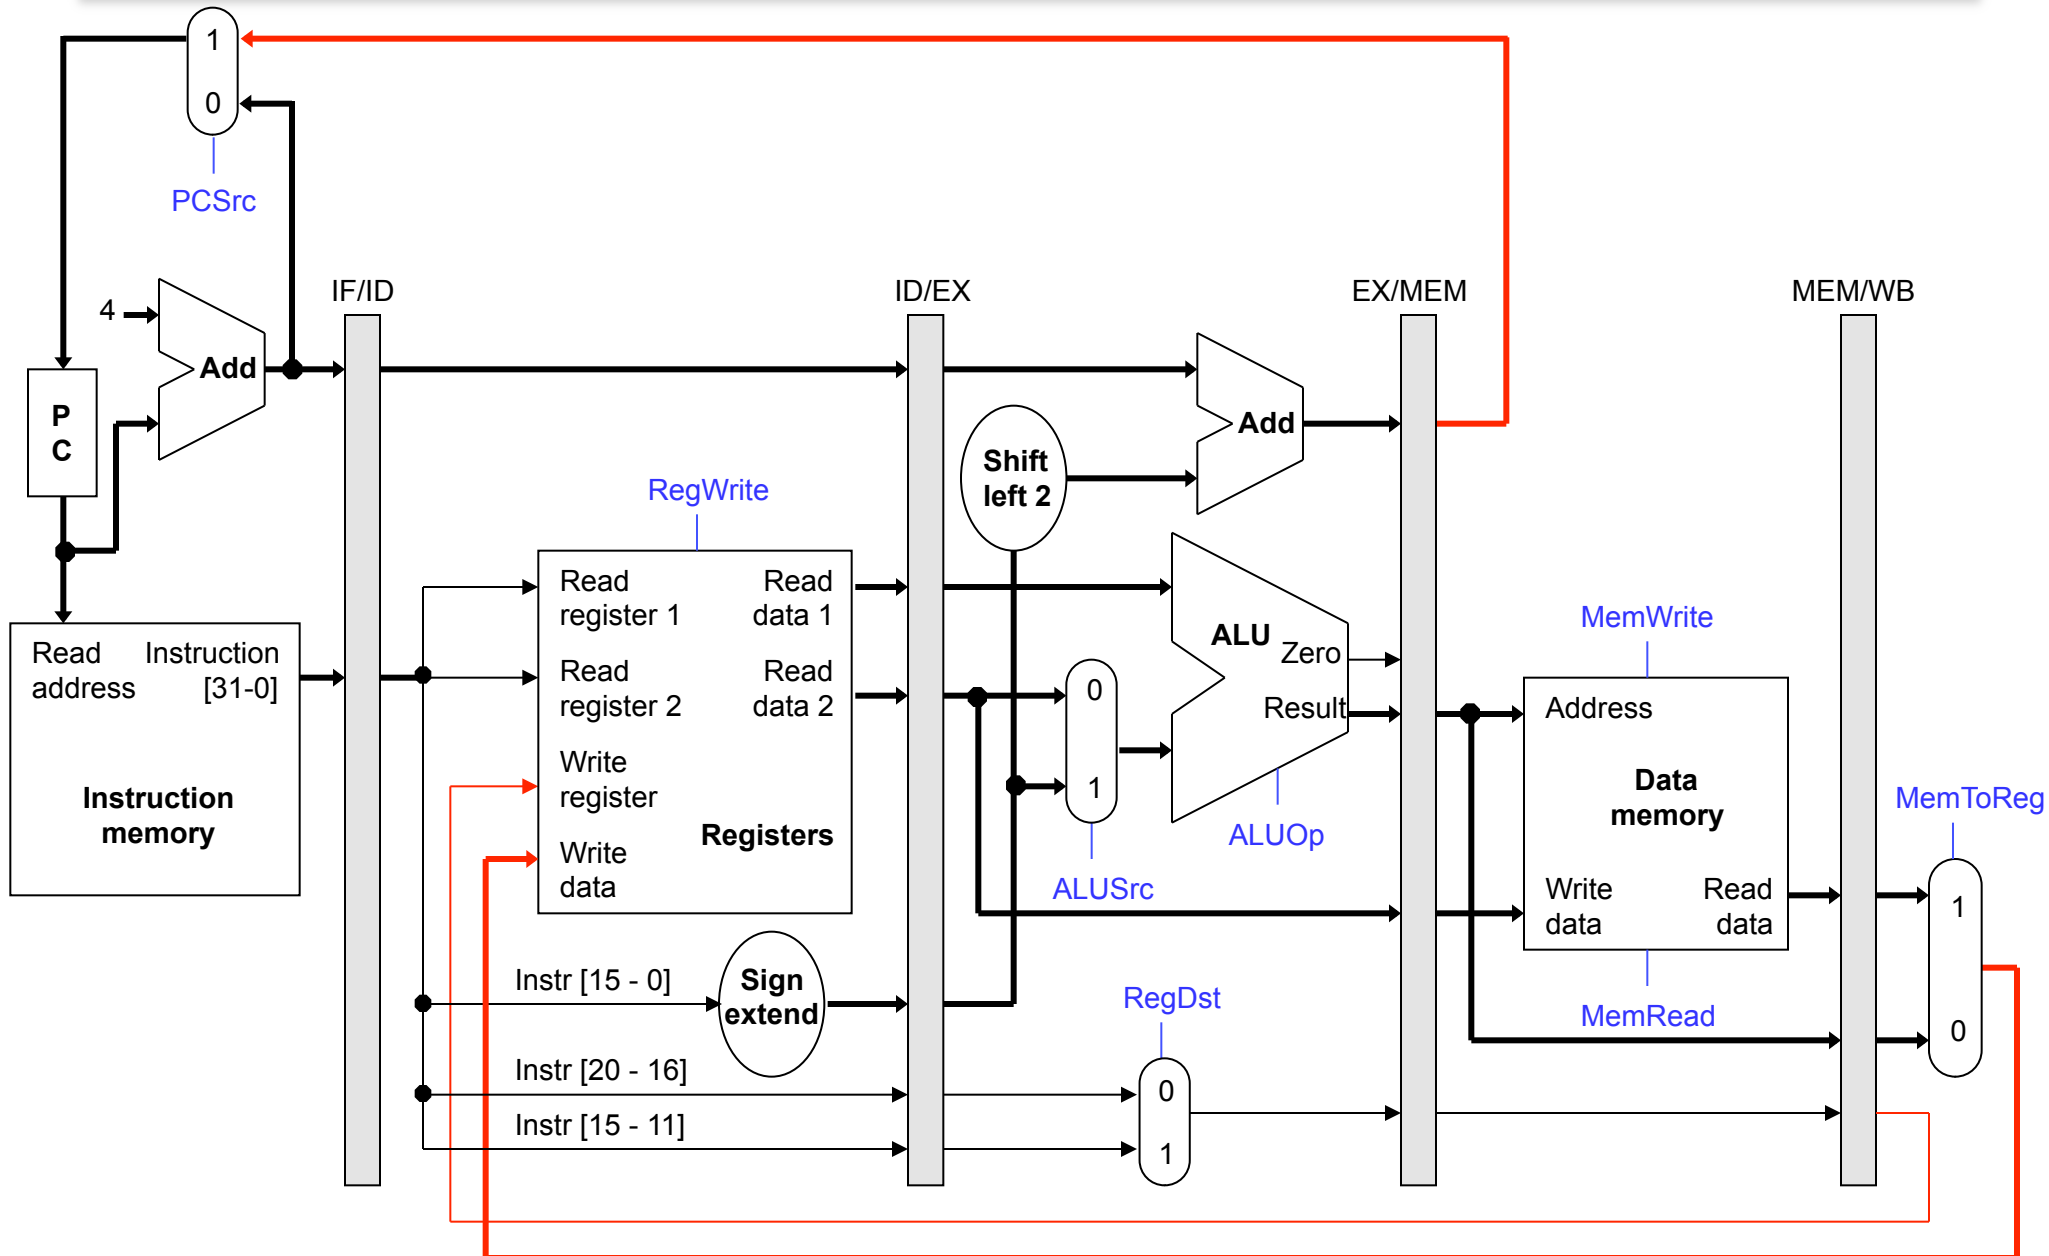 1
0
PCSrc
IF/ID
ID/EX
EX/MEM
MEM/WB
4
Add
P
C
Add
Shift
left 2
RegWrite
Read
register 1
Read
data 1
Read
register 2
Read
data 2
Write
register
Write
data
Registers
Read
address
Instruction
[31-0]
Instruction
memory
ALU
Zero
Result
ALUOp
0
1
ALUSrc
MemWrite
Address
Data
memory
Write
data
Read
data
MemRead
MemToReg
1
0
Instr [15 - 0]
Sign
extend
RegDst
Instr [20 - 16]
0
Instr [15 - 11]
1